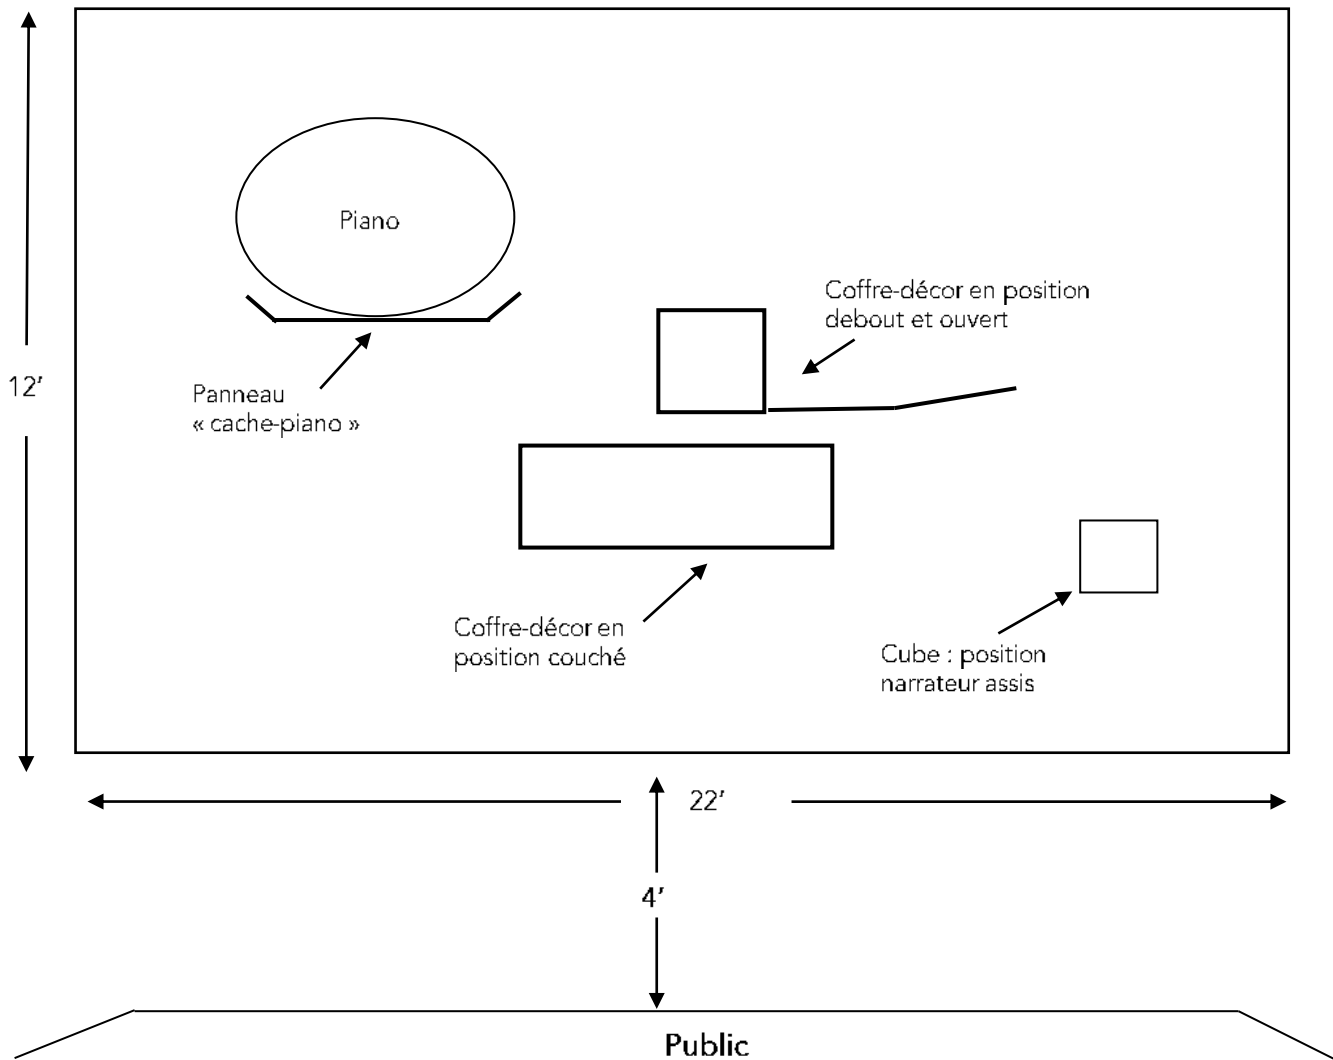 Piano
Coffre-décor en position
debout et ouvert
12’
Panneau
« cache-piano »
Coffre-décor en
position couché
Cube : position
narrateur assis
22’
4’
Public